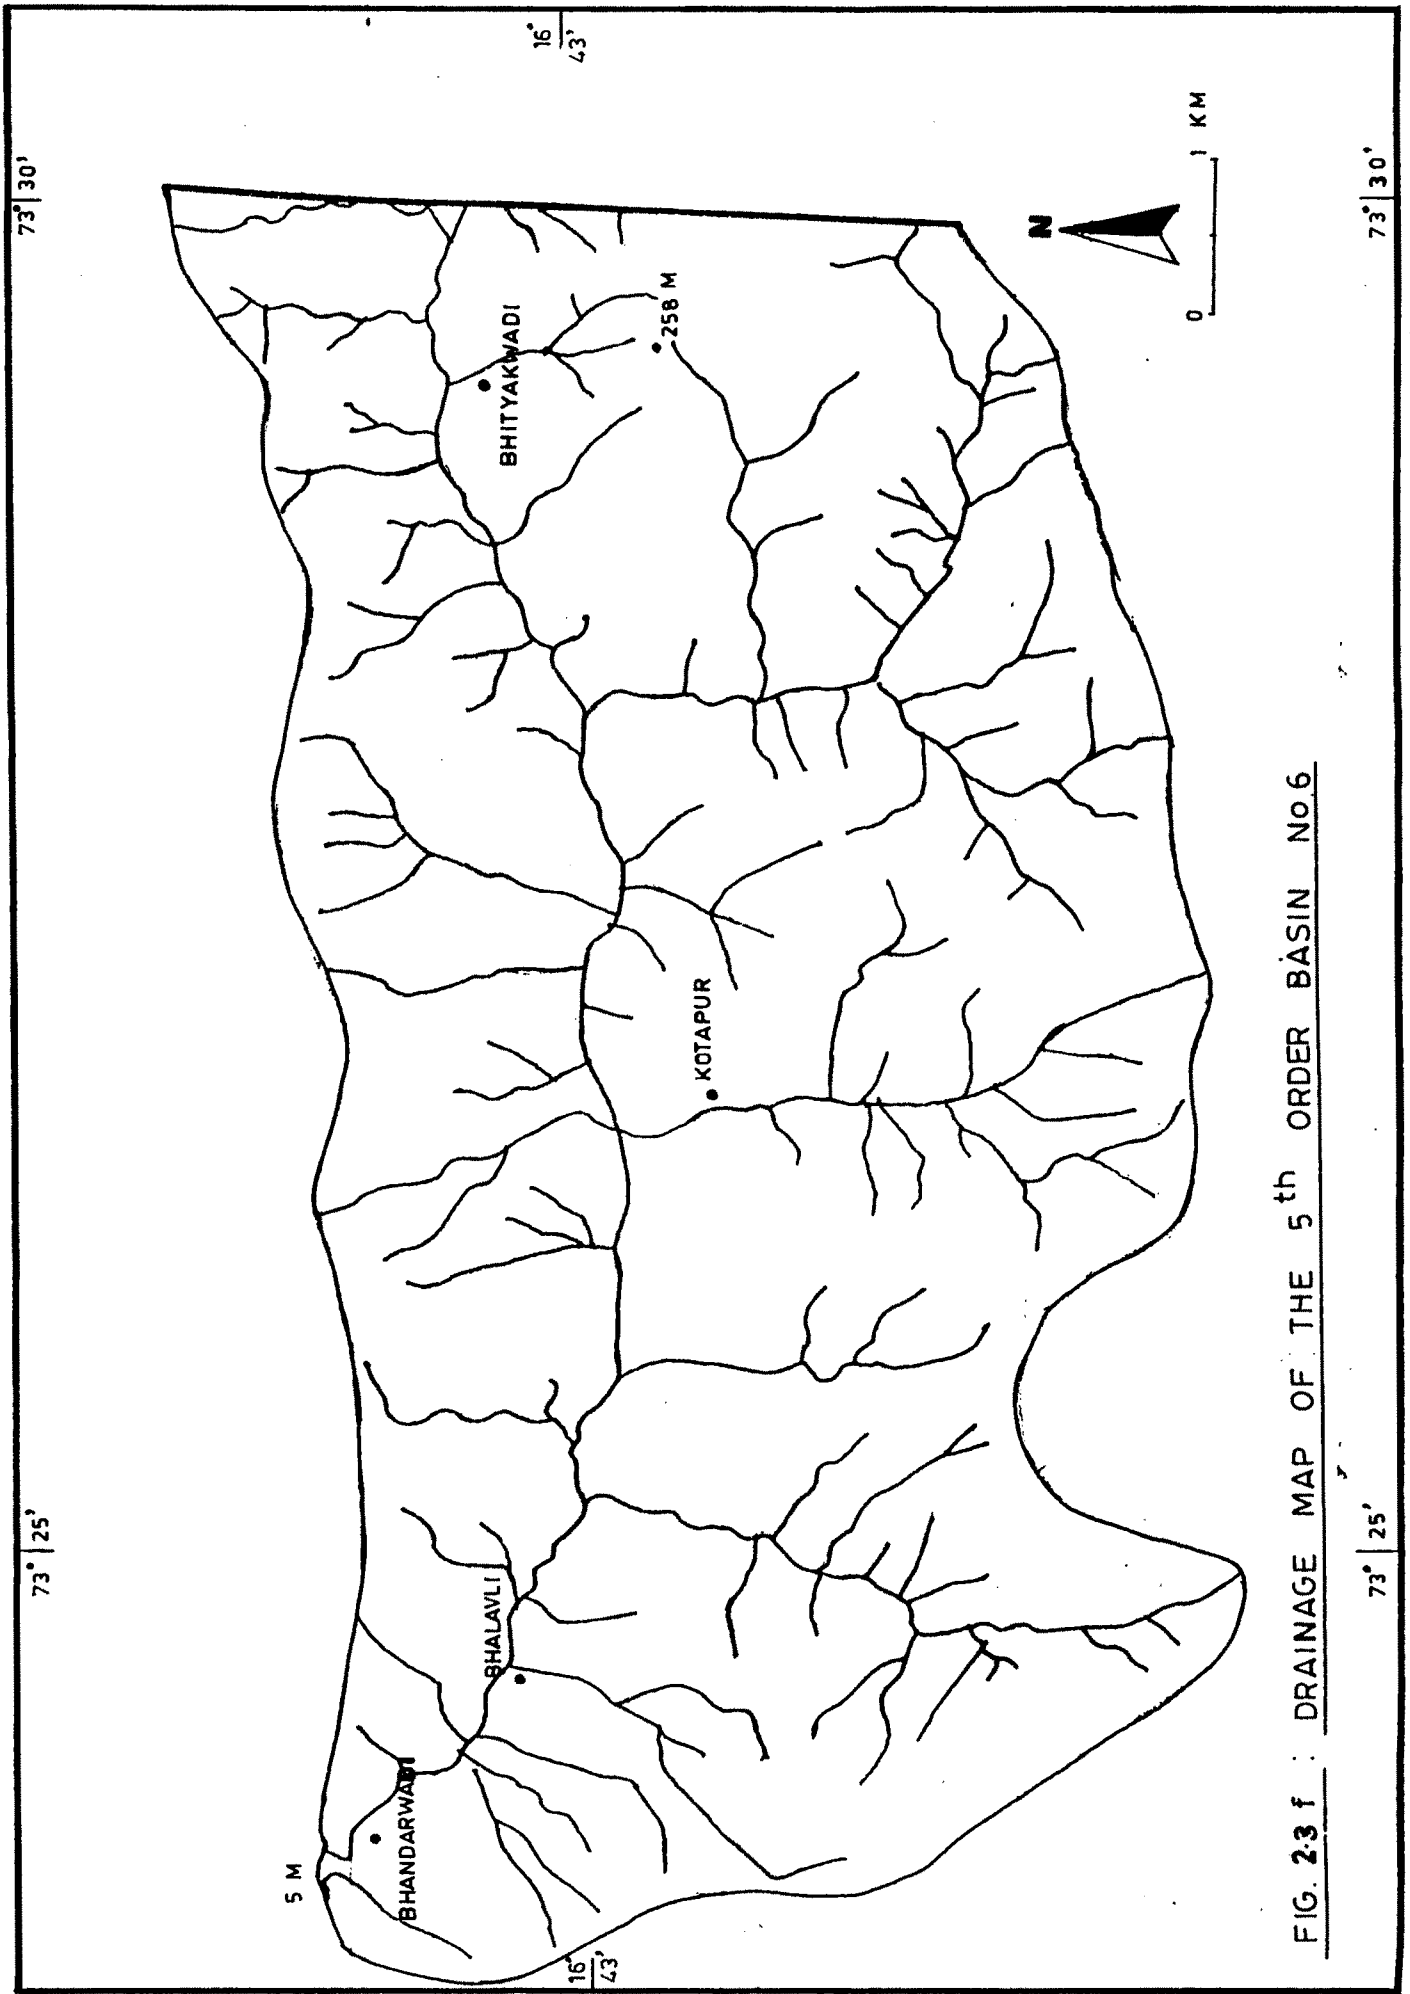 73° 25'
73° 30'
5 M
BHANDARWADI
BHALAVLI
BHITYAKWADI
KOTAPUR
258 M
16°
43'
16°
43'
N
0 1 KM
73° 25'
73° 30'
FIG. 2·3 f : DRAINAGE MAP OF THE 5th ORDER BASIN No 6